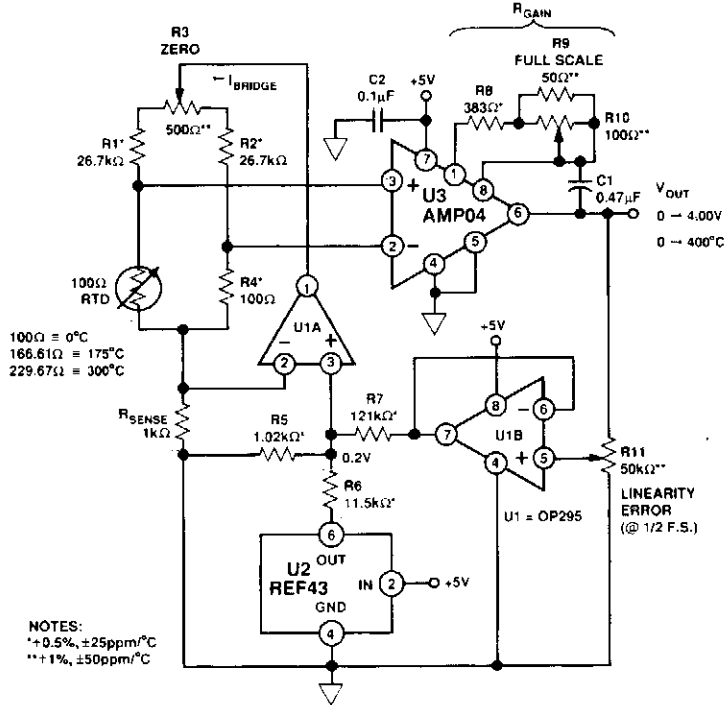 RGAIN
R3
ZERO
IBRIDGE
500Ω**
R1*
26.7kΩ
R2*
26.7kΩ
C2
0.1µF
+5V
R8
383Ω*
R9
FULL SCALE
50Ω**
R10
100Ω**
7
1
8
3
+
U3
AMP04
6
2
−
5
4
C1
0.47µF
VOUT
0 → 4.00V
0 → 400°C
100Ω
RTD
R4*
100Ω
1
U1A
−
+
2
3
100Ω ≡ 0°C
166.61Ω ≡ 175°C
229.67Ω ≡ 300°C
RSENSE
1kΩ
R5
1.02kΩ*
R7
121kΩ*
0.2V
R6
11.5kΩ*
+5V
8
−
6
7
U1B
+
5
4
U1 = OP295
R11
50kΩ**
LINEARITY
ERROR
(@ 1/2 F.S.)
6
OUT
U2
REF43
IN
2
+5V
GND
4
NOTES:
*+0.5%, ±25ppm/°C
**+1%, ±50ppm/°C